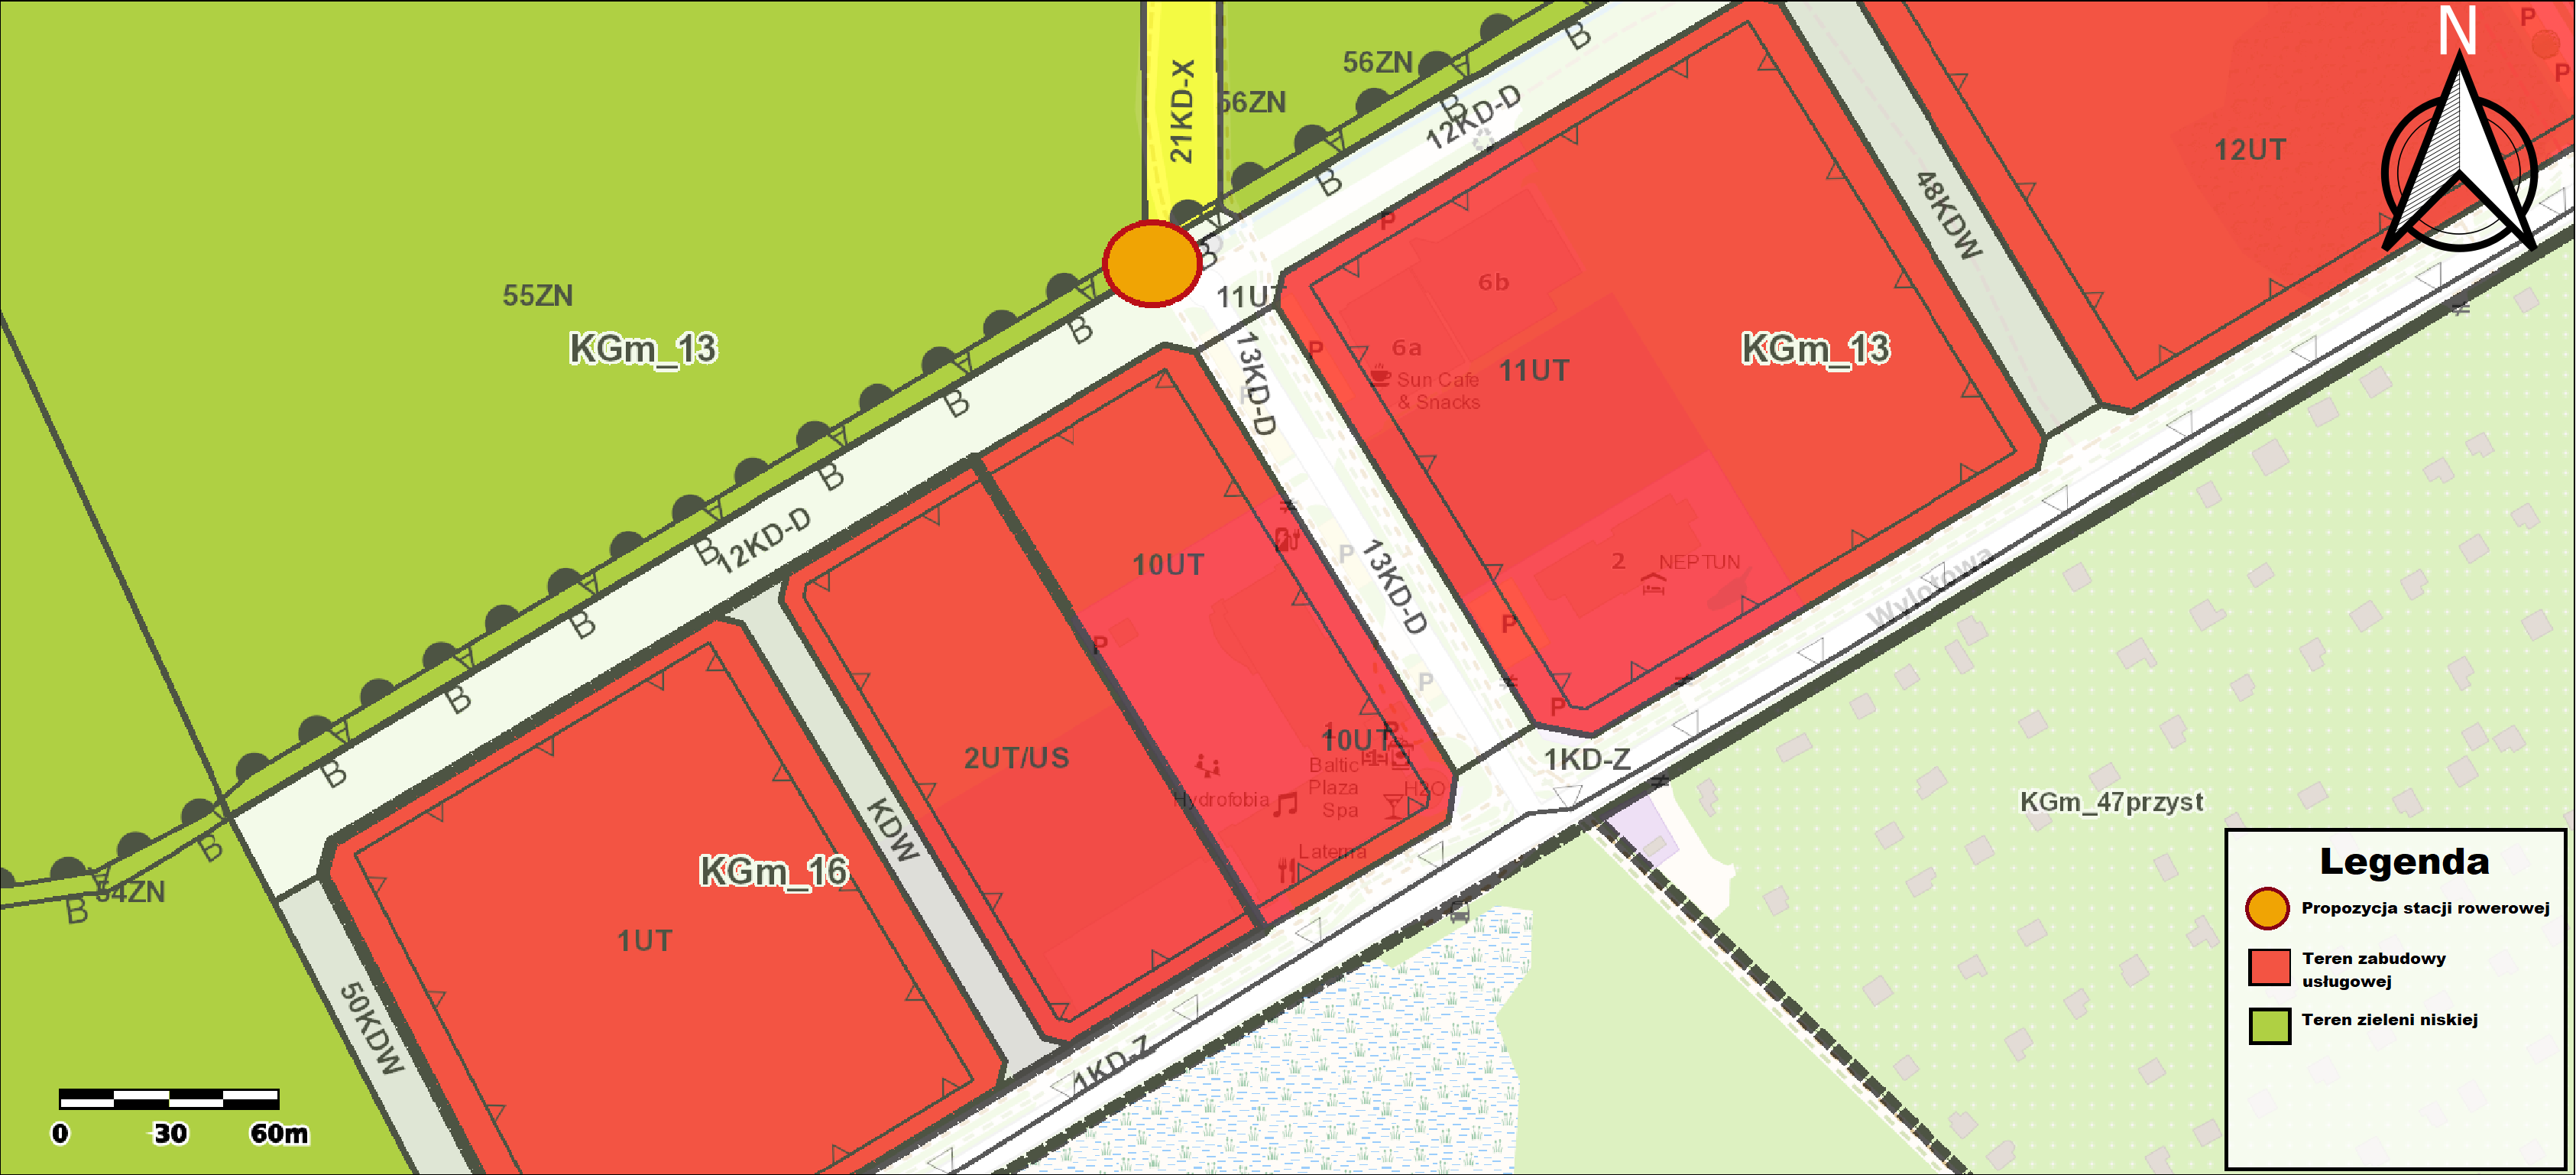 P
N
P
56ZN
21KD-X
56ZN
B
B
12KD-D
12UT
B
48KDW
P
B
55ZN
11UT
6b
KGm_13
B
13KD-D
P
6a
11UT
KGm_13
Sun Cafe
& Snacks
P
B
B
12KD-D
B
10UT
P
13KD-D
2
NEPTUN
Wylotowa
P
B
P
P
B
P
10UT
P
2UT/US
1KD-Z
B
Baltic
Plaza
Spa
H2O
Hydrofobia
KGm_47przyst
KDW
B
Laterna
KGm_16
54ZN
B
1UT
50KDW
1KD-Z
0
30
60m
Legenda
Propozycja stacji rowerowej
Teren zabudowy
usługowej
Teren zieleni niskiej